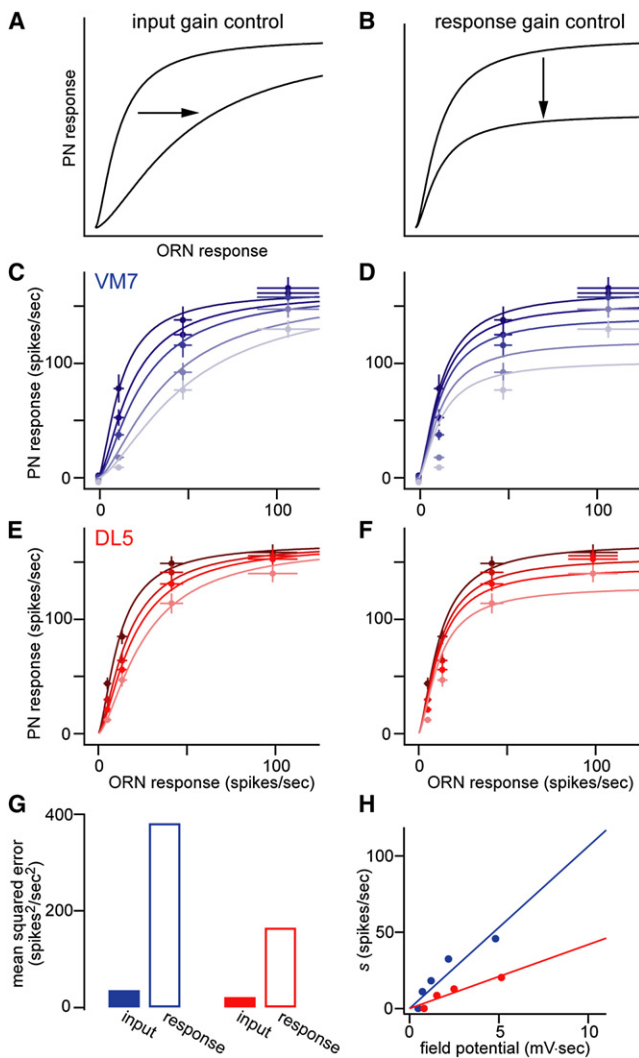 A input gain control
B response gain control
PN response
ORN response
C VM7
D
PN response (spikes/sec)
100
0
0 100
0 100
E DL5
F
PN response (spikes/sec)
100
0
0 100
0 100
ORN response (spikes/sec)
ORN response (spikes/sec)
G
mean squared error
(spikes²/sec²)
400
200
0
input response input response
H
s (spikes/sec)
100
50
0
0 5 10
field potential (mV·sec)